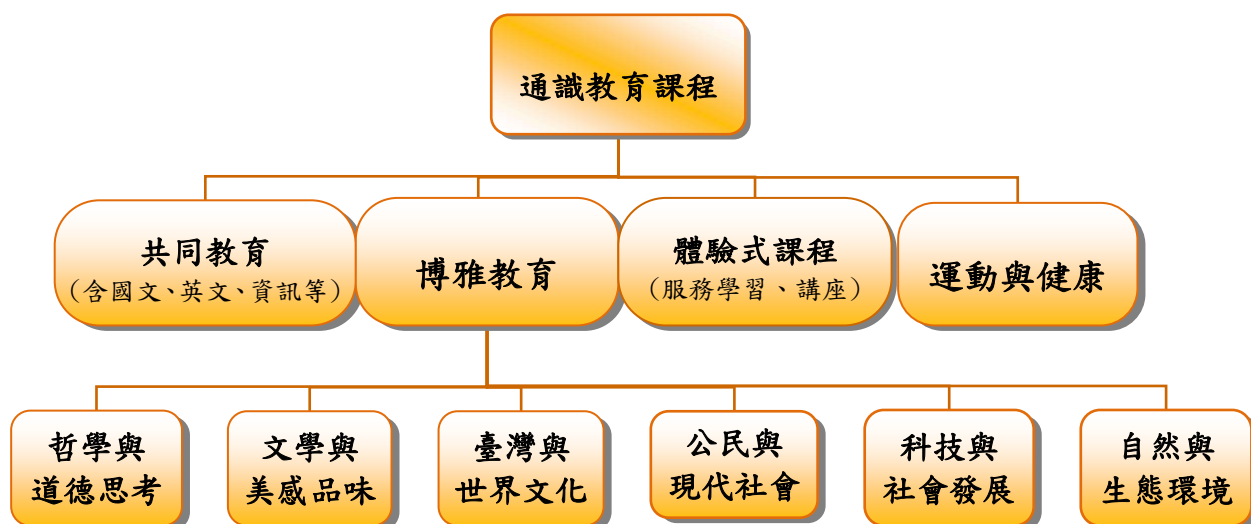 通識教育課程
共同教育
（含國文、英文、資訊等）
博雅教育
體驗式課程
（服務學習、講座）
運動與健康
哲學與
道德思考
文學與
美感品味
臺灣與
世界文化
公民與
現代社會
科技與
社會發展
自然與
生態環境